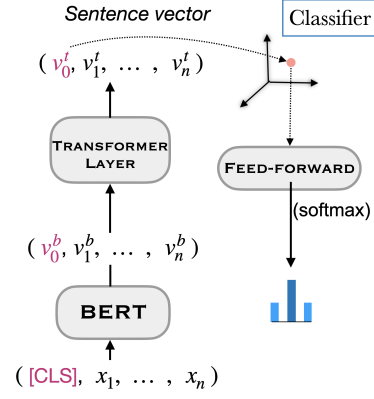 Sentence vector
Classifier
( v₀ᵗ, v₁ᵗ, … , vₙᵗ )
TRANSFORMER
LAYER
FEED-FORWARD
(softmax)
( v₀ᵇ, v₁ᵇ, … , vₙᵇ )
BERT
( [CLS], x₁, … , xₙ )